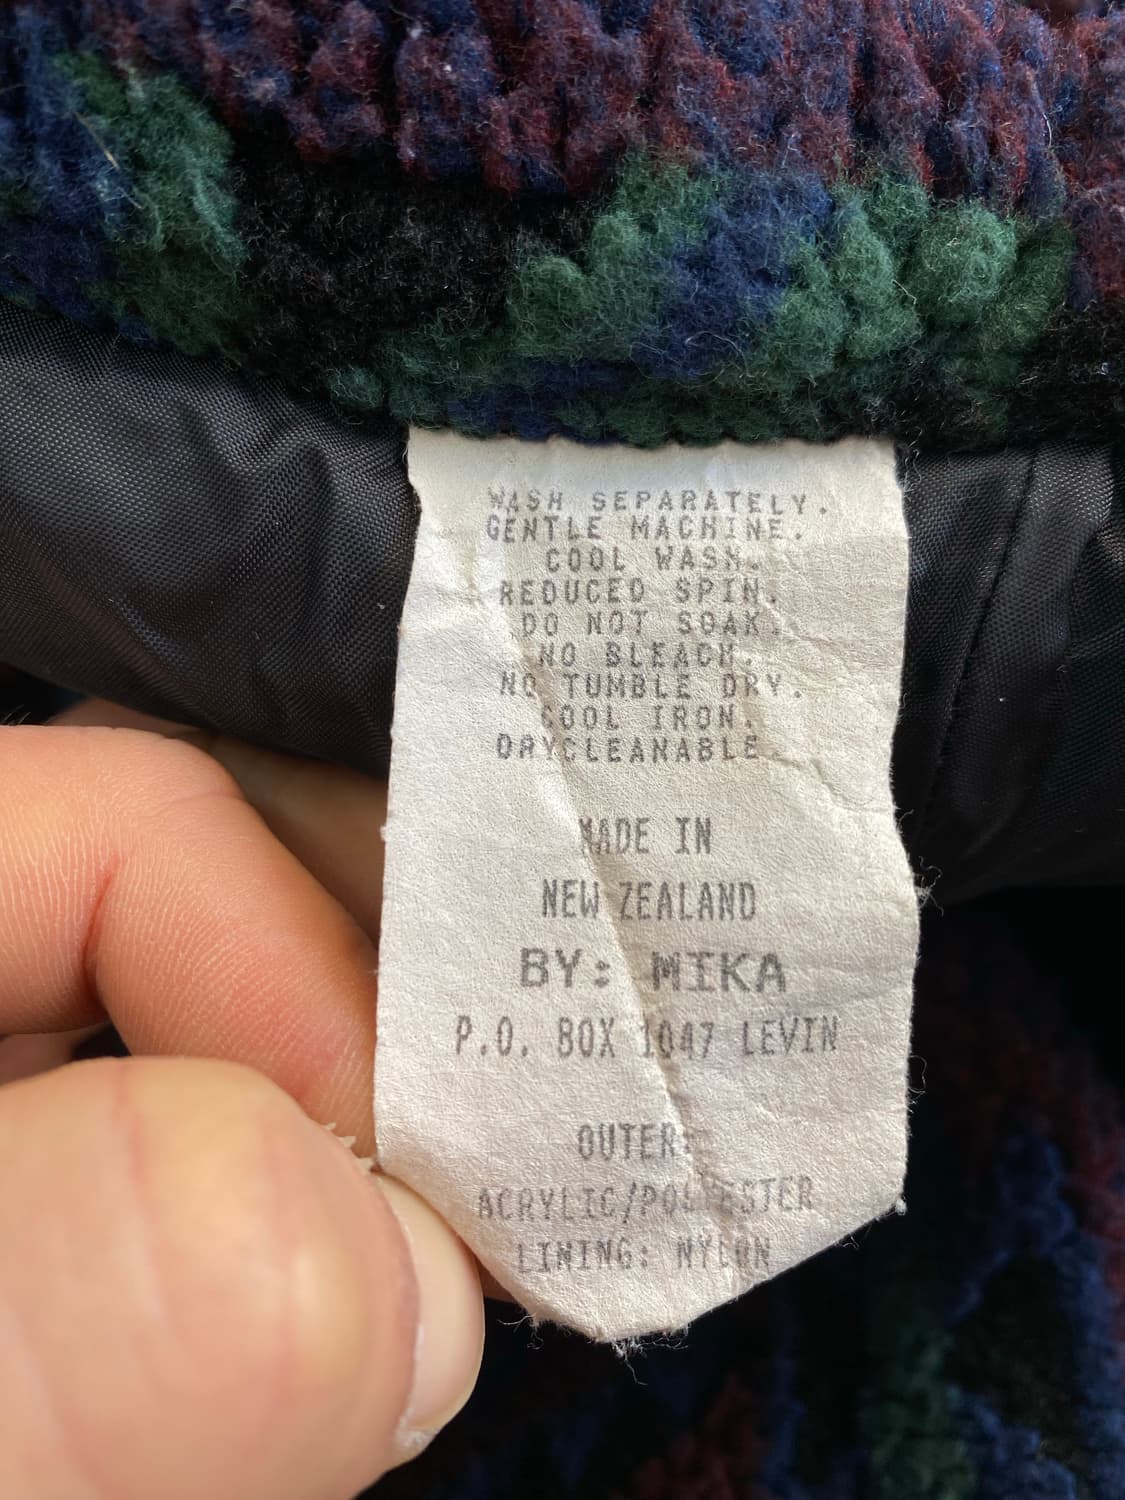 WASH SEPARATELY.
GENTLE MACHINE.
COOL WASH.
REDUCED SPIN.
DO NOT SOAK.
NO BLEACH.
NO TUMBLE DRY.
COOL IRON.
DRYCLEANABLE.
MADE IN
NEW ZEALAND
BY: MIKA
P.O. BOX 1047 LEVIN
OUTER:
ACRYLIC/POLYESTER
LINING: NYLON